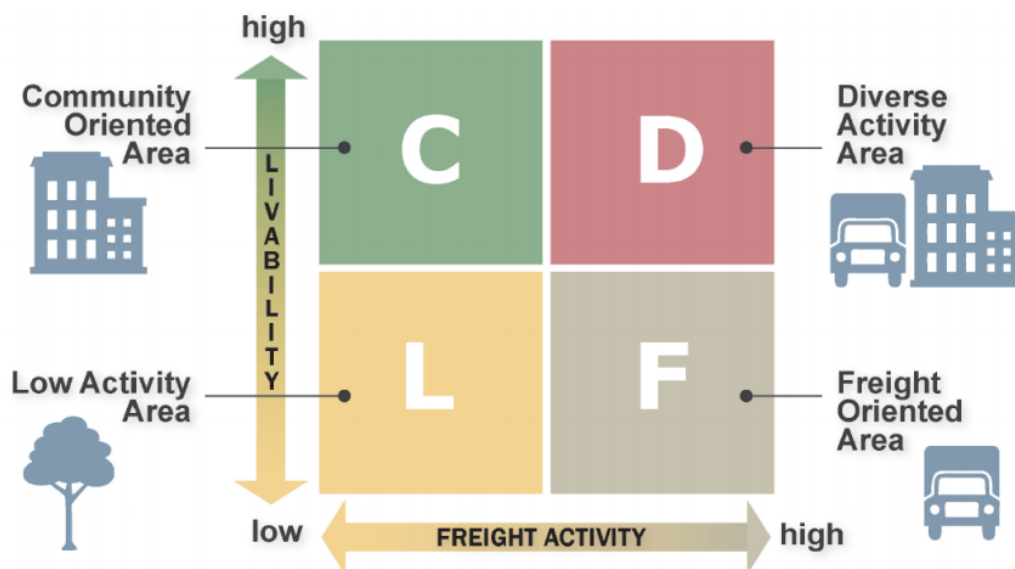 high
Community
Oriented
Area
C
D
Diverse
Activity
Area
LIVABILITY
Low Activity
Area
L
F
Freight
Oriented
Area
low
FREIGHT ACTIVITY
high